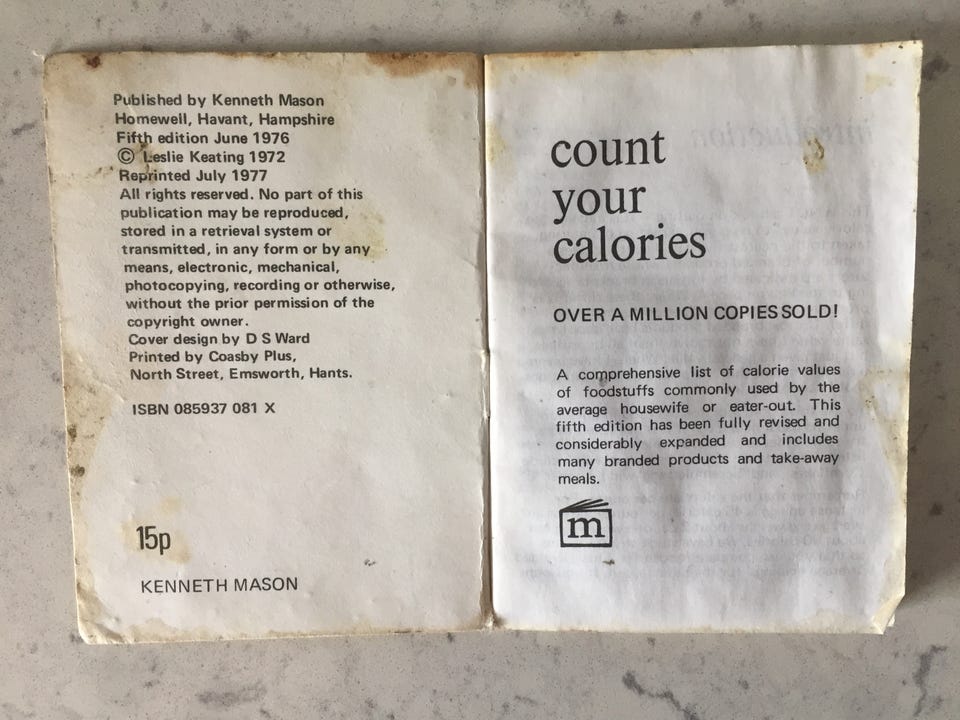 Published by Kenneth Mason
Homewell, Havant, Hampshire
Fifth edition June 1976
© Leslie Keating 1972
Reprinted July 1977
All rights reserved. No part of this
publication may be reproduced,
stored in a retrieval system or
transmitted, in any form or by any
means, electronic, mechanical,
photocopying, recording or otherwise,
without the prior permission of the
copyright owner.
Cover design by D S Ward
Printed by Coasby Plus,
North Street, Emsworth, Hants.
ISBN 085937 081 X
15p
KENNETH MASON
count
your
calories
OVER A MILLION COPIES SOLD!
A comprehensive list of calorie values
of foodstuffs commonly used by the
average housewife or eater-out. This
fifth edition has been fully revised and
considerably expanded and includes
many branded products and take-away
meals.
m